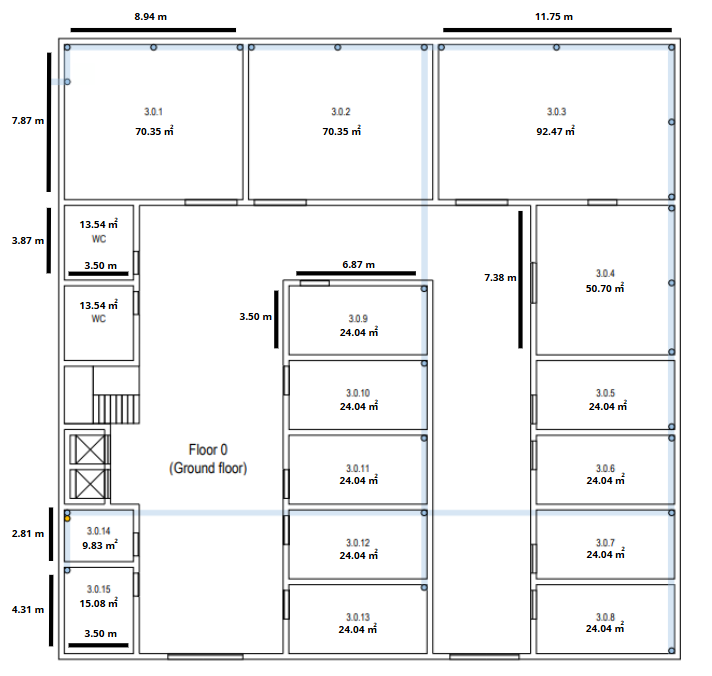 8.94 m
11.75 m
3.0.1
70.35 m²
3.0.2
70.35 m²
3.0.3
92.47 m²
7.87 m
13.54 m²
WC
3.50 m
3.87 m
13.54 m²
WC
6.87 m
7.38 m
3.0.4
50.70 m²
3.50 m
3.0.9
24.04 m²
3.0.10
24.04 m²
3.0.5
24.04 m²
Floor 0
(Ground floor)
3.0.11
24.04 m²
3.0.6
24.04 m²
2.81 m
3.0.14
9.83 m²
3.0.12
24.04 m²
3.0.7
24.04 m²
4.31 m
3.0.15
15.08 m²
3.50 m
3.0.13
24.04 m²
3.0.8
24.04 m²